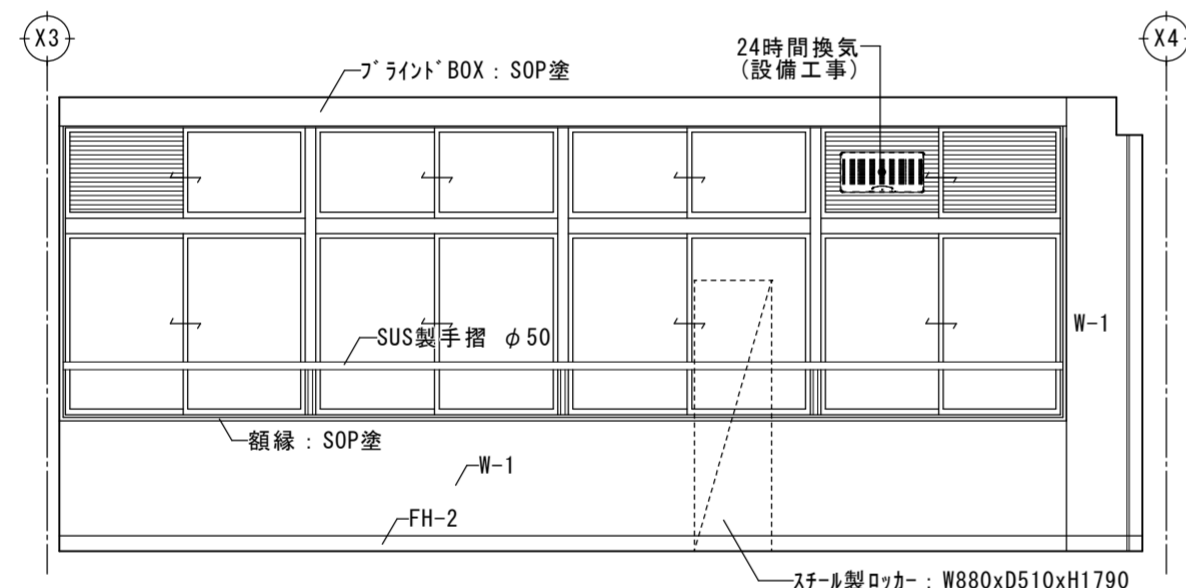 X3
X4
24時間換気
(設備工事)
ブラインドBOX : SOP塗
W-1
SUS製手摺 φ50
額縁 : SOP塗
W-1
FH-2
スチール製ロッカー : W880xD510xH1790